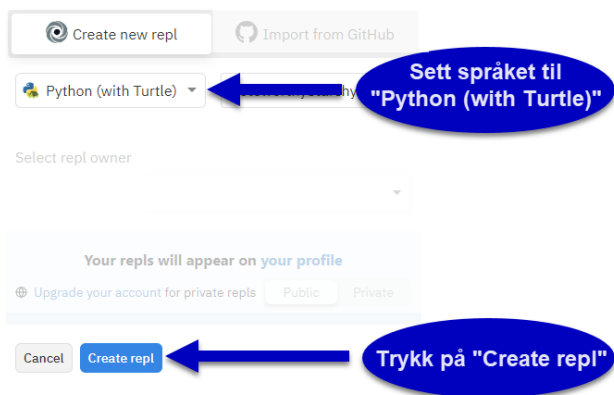 Create new repl
Import from GitHub
Python (with Turtle)
Sett språket til
"Python (with Turtle)"
Select repl owner
Your repls will appear on your profile
Upgrade your account for private repls Public Private
Cancel Create repl
Trykk på "Create repl"